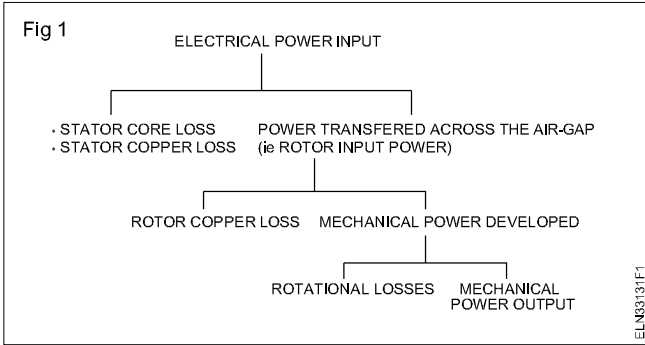 Fig 1
ELECTRICAL POWER INPUT
• STATOR CORE LOSS
• STATOR COPPER LOSS
POWER TRANSFERED ACROSS THE AIR-GAP
(ie ROTOR INPUT POWER)
ROTOR COPPER LOSS
MECHANICAL POWER DEVELOPED
ROTATIONAL LOSSES
MECHANICAL
POWER OUTPUT
ELN33131F1